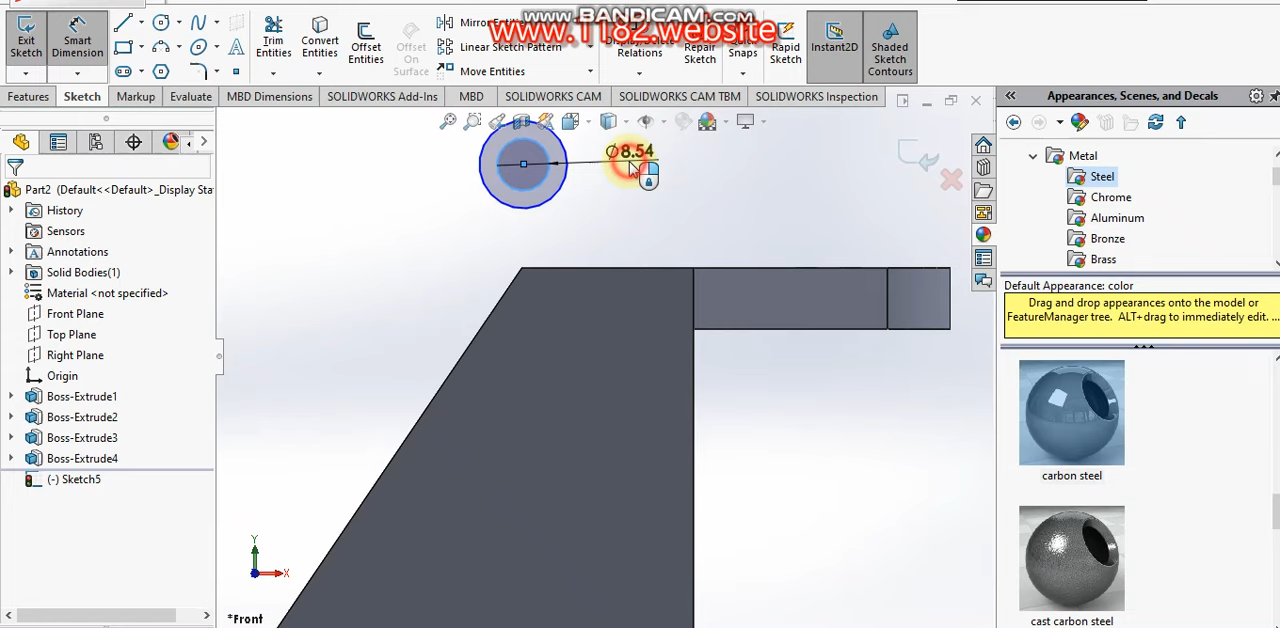 www.BANDICAM.com
www.1182.website
Exit Sketch
Smart Dimension
Trim Entities
Convert Entities
Offset Entities
Offset On Surface
Mirror Entities
Linear Sketch Pattern
Move Entities
Display/Delete Relations
Repair Sketch
Quick Snaps
Rapid Sketch
Instant2D
Shaded Sketch Contours
Features
Sketch
Markup
Evaluate
MBD Dimensions
SOLIDWORKS Add-Ins
MBD
SOLIDWORKS CAM
SOLIDWORKS CAM TBM
SOLIDWORKS Inspection
Appearances, Scenes, and Decals
Part2 (Default<<Default>_Display Sta
History
Sensors
Annotations
Solid Bodies(1)
Material <not specified>
Front Plane
Top Plane
Right Plane
Origin
Boss-Extrude1
Boss-Extrude2
Boss-Extrude3
Boss-Extrude4
(-) Sketch5
∅8.54
Y
X
*Front
Metal
Steel
Chrome
Aluminum
Bronze
Brass
Default Appearance: color
Drag and drop appearances onto the model or
FeatureManager tree. ALT+drag to immediately edit. ...
carbon steel
cast carbon steel